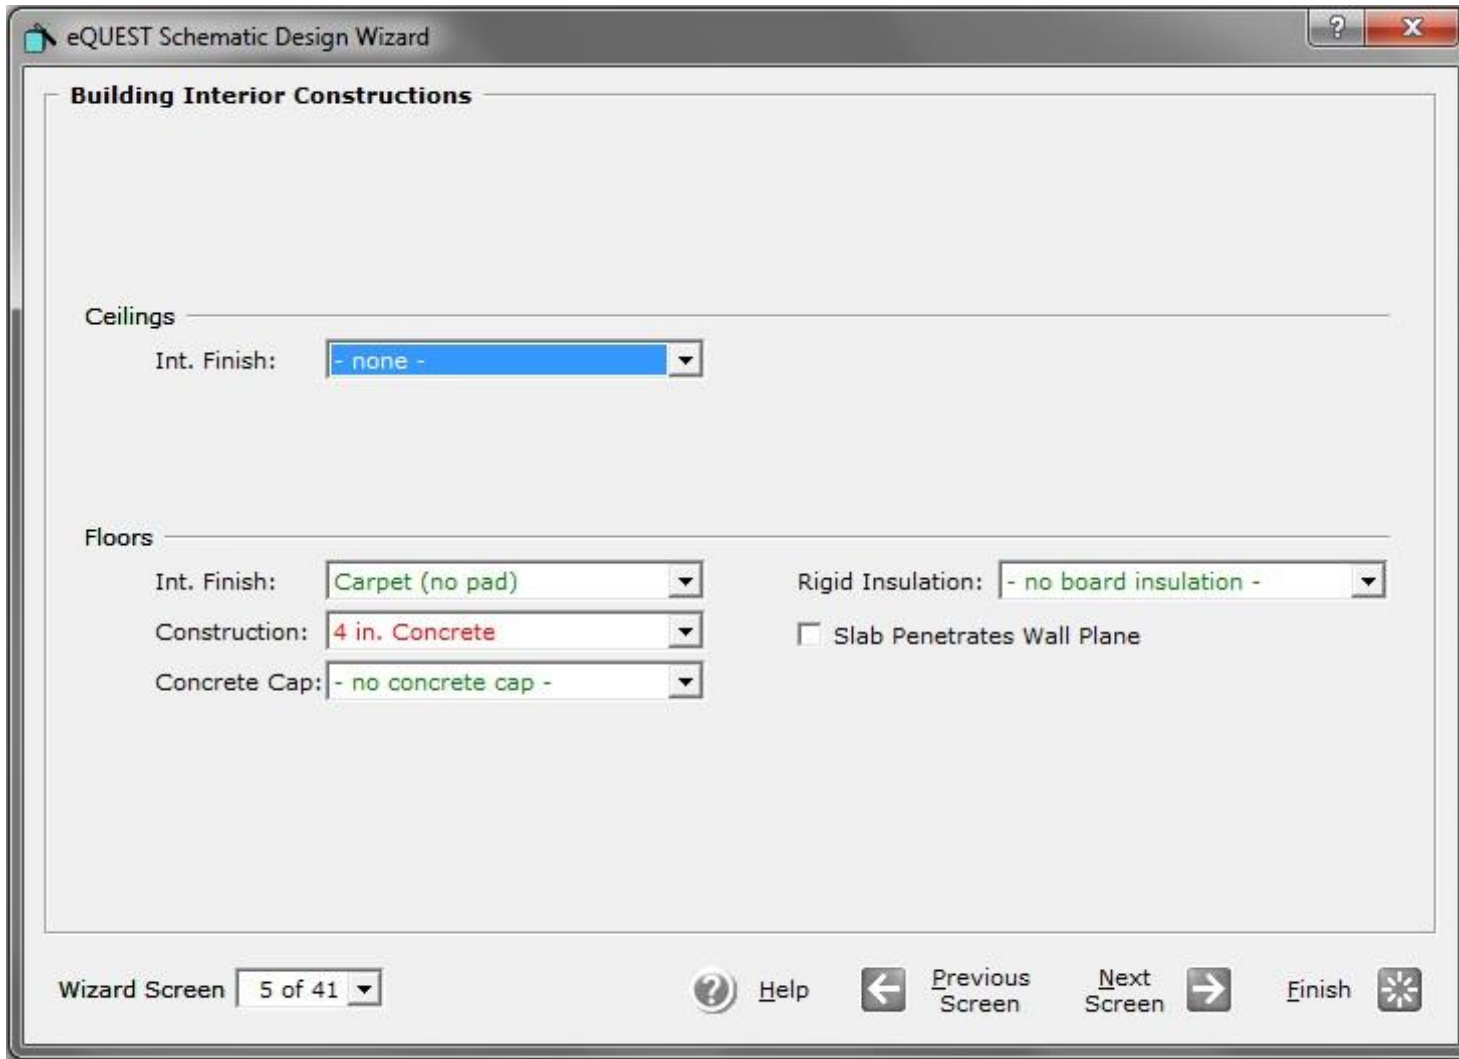 eQUEST Schematic Design Wizard
Building Interior Constructions
Ceilings
Int. Finish: - none -
Floors
Int. Finish: Carpet (no pad) Rigid Insulation: - no board insulation -
Construction: 4 in. Concrete Slab Penetrates Wall Plane
Concrete Cap: - no concrete cap -
Wizard Screen 5 of 41 ? Help Previous Screen Next Screen Finish